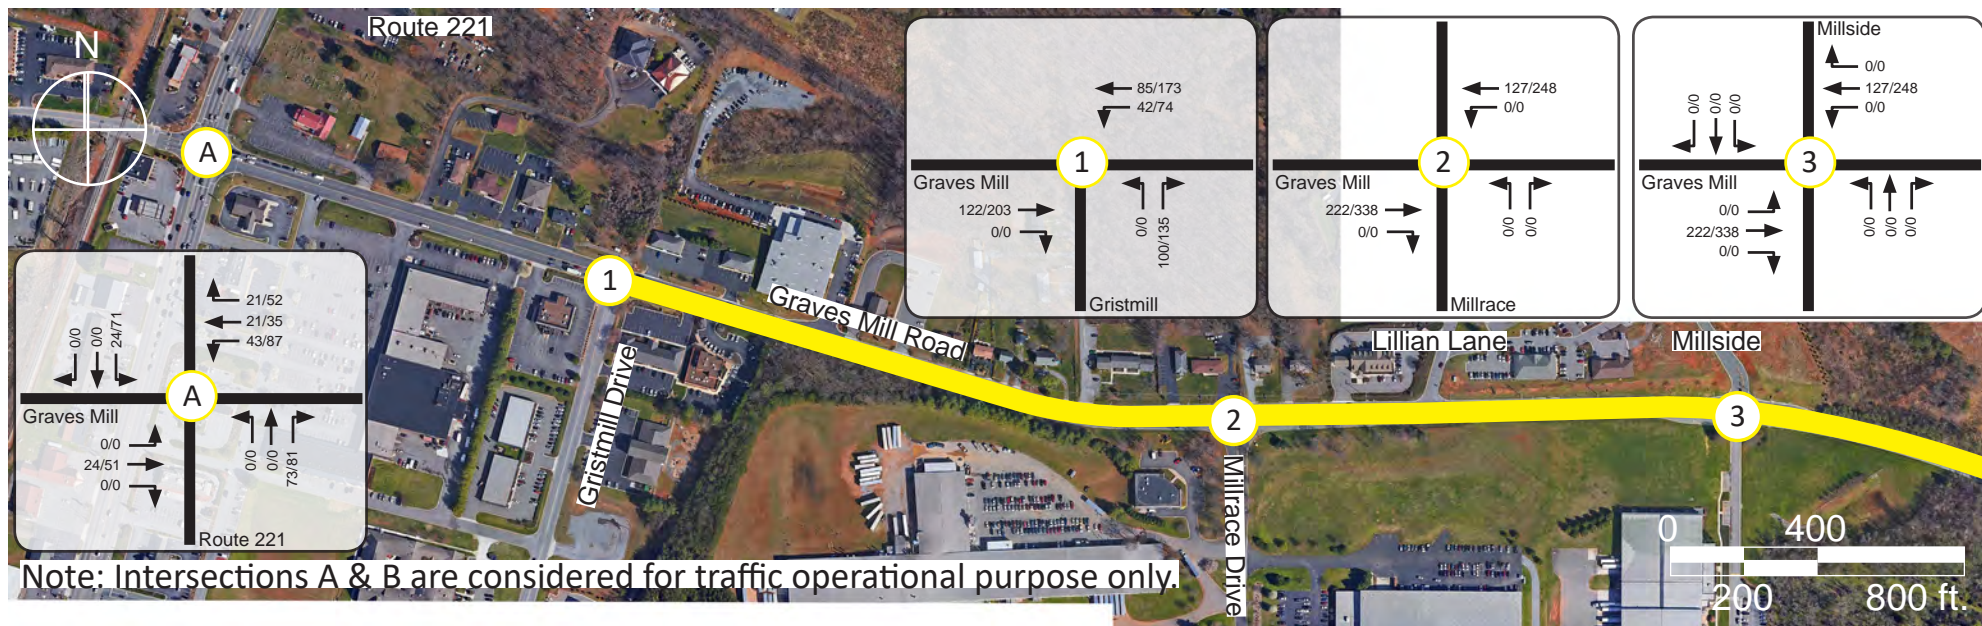 Route 221
N
A
1
Graves Mill Road
Gristmill Drive
2
Millrace Drive
Lillian Lane
Millside
3
85/173
42/74
1
Graves Mill
122/203
0/0
0/0
100/135
Gristmill
127/248
0/0
2
Graves Mill
222/338
0/0
0/0
0/0
Millrace
Millside
0/0
127/248
0/0
0/0
0/0
0/0
3
Graves Mill
0/0
222/338
0/0
0/0
0/0
0/0
21/52
21/35
43/87
0/0
0/0
24/71
A
Graves Mill
0/0
24/51
0/0
0/0
0/0
73/81
Route 221
0 400
200 800 ft.
Note: Intersections A & B are considered for traffic operational purpose only.